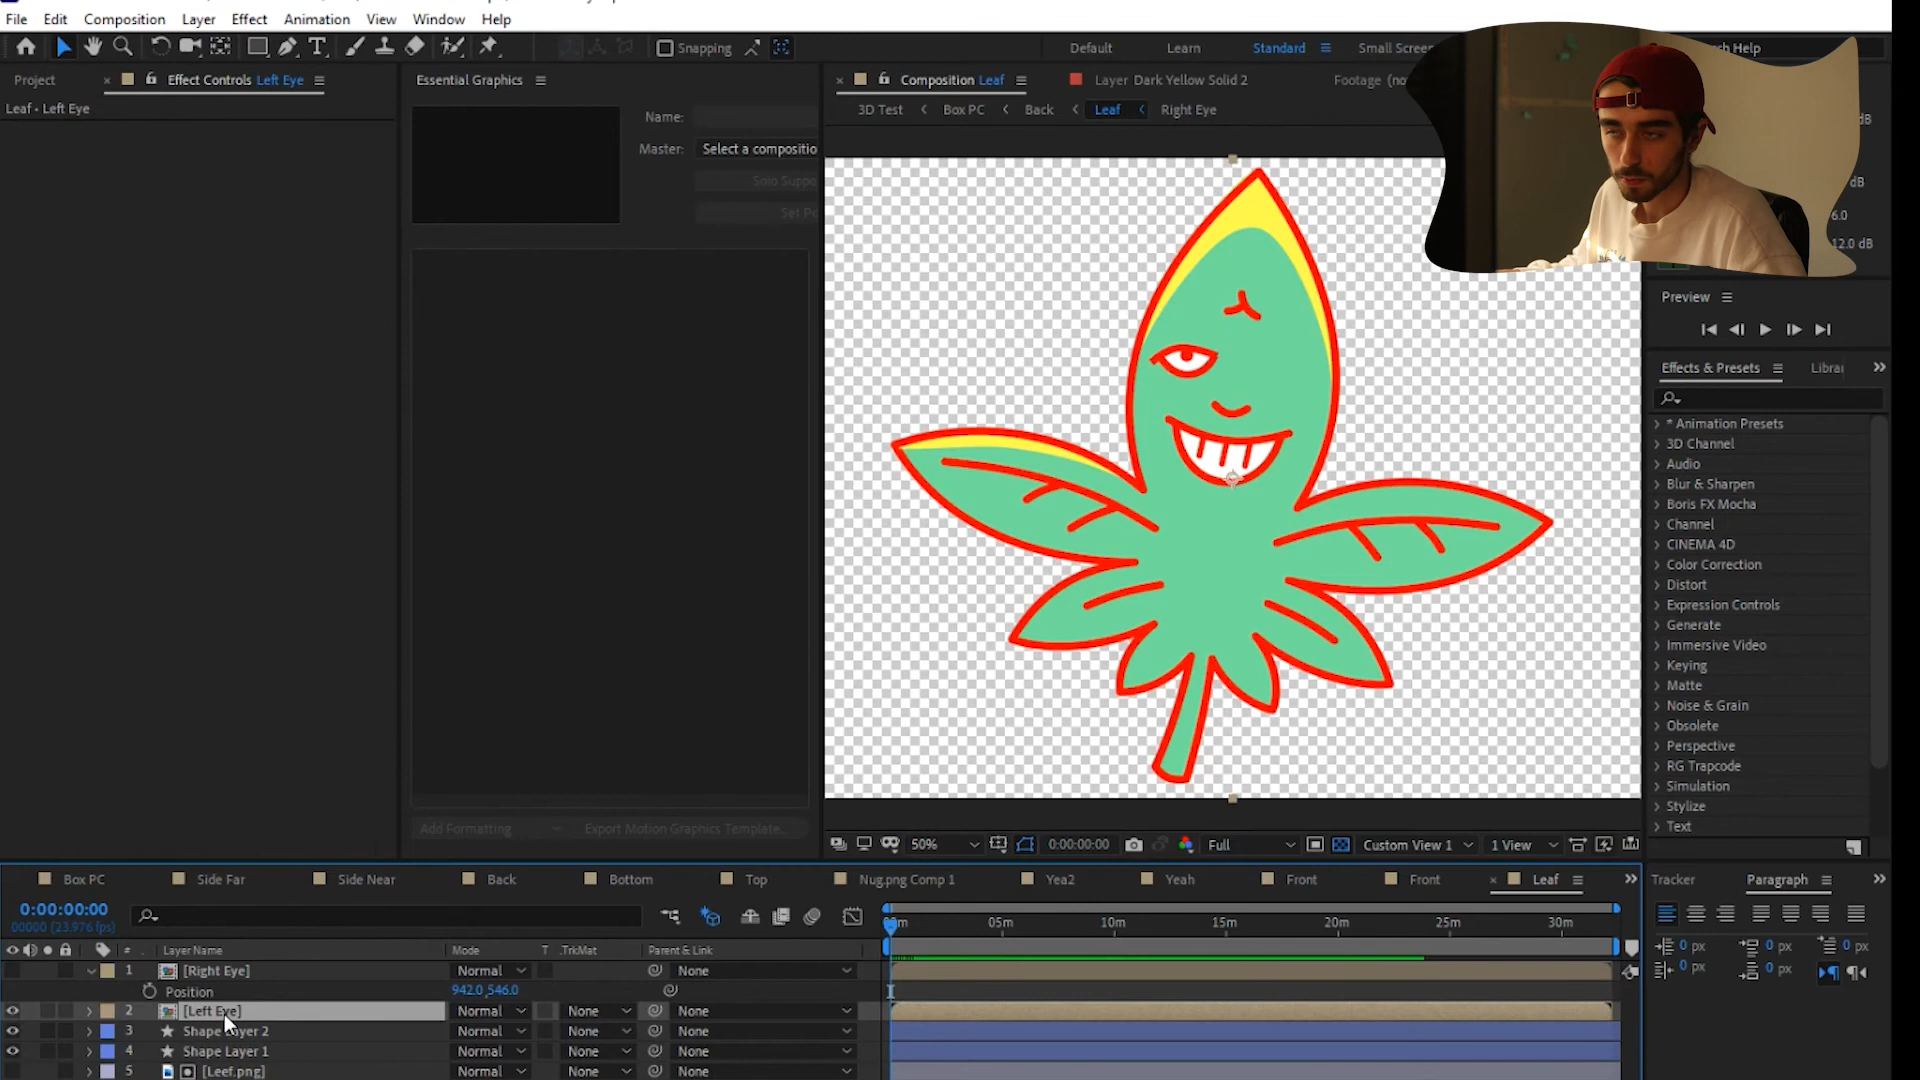 File Edit Composition Layer Effect Animation View Window Help
Snapping
Default Learn Standard Small Screen
ch Help
Project
Effect Controls Left Eye
Leaf • Left Eye
Essential Graphics
Name:
Master: Select a compositio
Solo Suppo
Set Po
Add Formatting
Export Motion Graphics Template...
Composition Leaf
Layer Dark Yellow Solid 2
Footage (no
3D Test Box PC Back Leaf Right Eye
50%
0:00:00:00
Full
Custom View 1
1 View
dB
dB
6.0
12.0 dB
Preview
Effects & Presets
Librar
* Animation Presets
3D Channel
Audio
Blur & Sharpen
Boris FX Mocha
Channel
CINEMA 4D
Color Correction
Distort
Expression Controls
Generate
Immersive Video
Keying
Matte
Noise & Grain
Obsolete
Perspective
RG Trapcode
Simulation
Stylize
Text
Box PC Side Far Side Near Back Bottom Top Nug.png Comp 1 Yea2 Yeah Front Front Leaf
0:00:00:00
00000 (23.976 fps)
# Layer Name Mode T .TrkMat Parent & Link
05m 10m 15m 20m 25m 30m
1 [Right Eye] Normal None
Position 942.0,546.0
2 [Left Eye] Normal None None
3 Shape Layer 2 Normal None None
4 Shape Layer 1 Normal None None
5 [Leef.png] Normal None None
Tracker
Paragraph
0 px 0 px 0 px
0 px 0 px